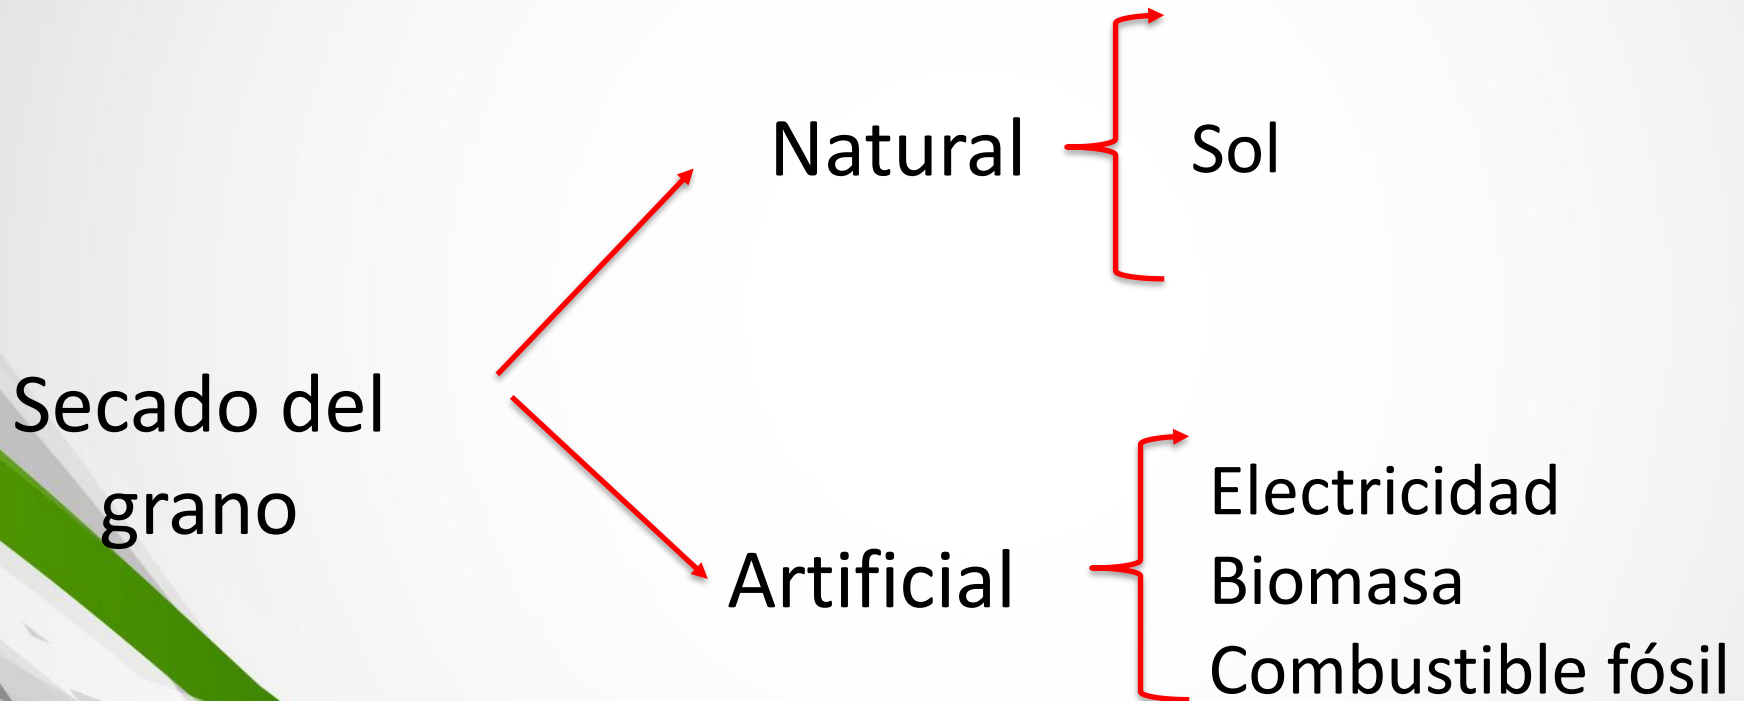 Natural
Sol
Secado del
grano
Artificial
Electricidad
Biomasa
Combustible fósil